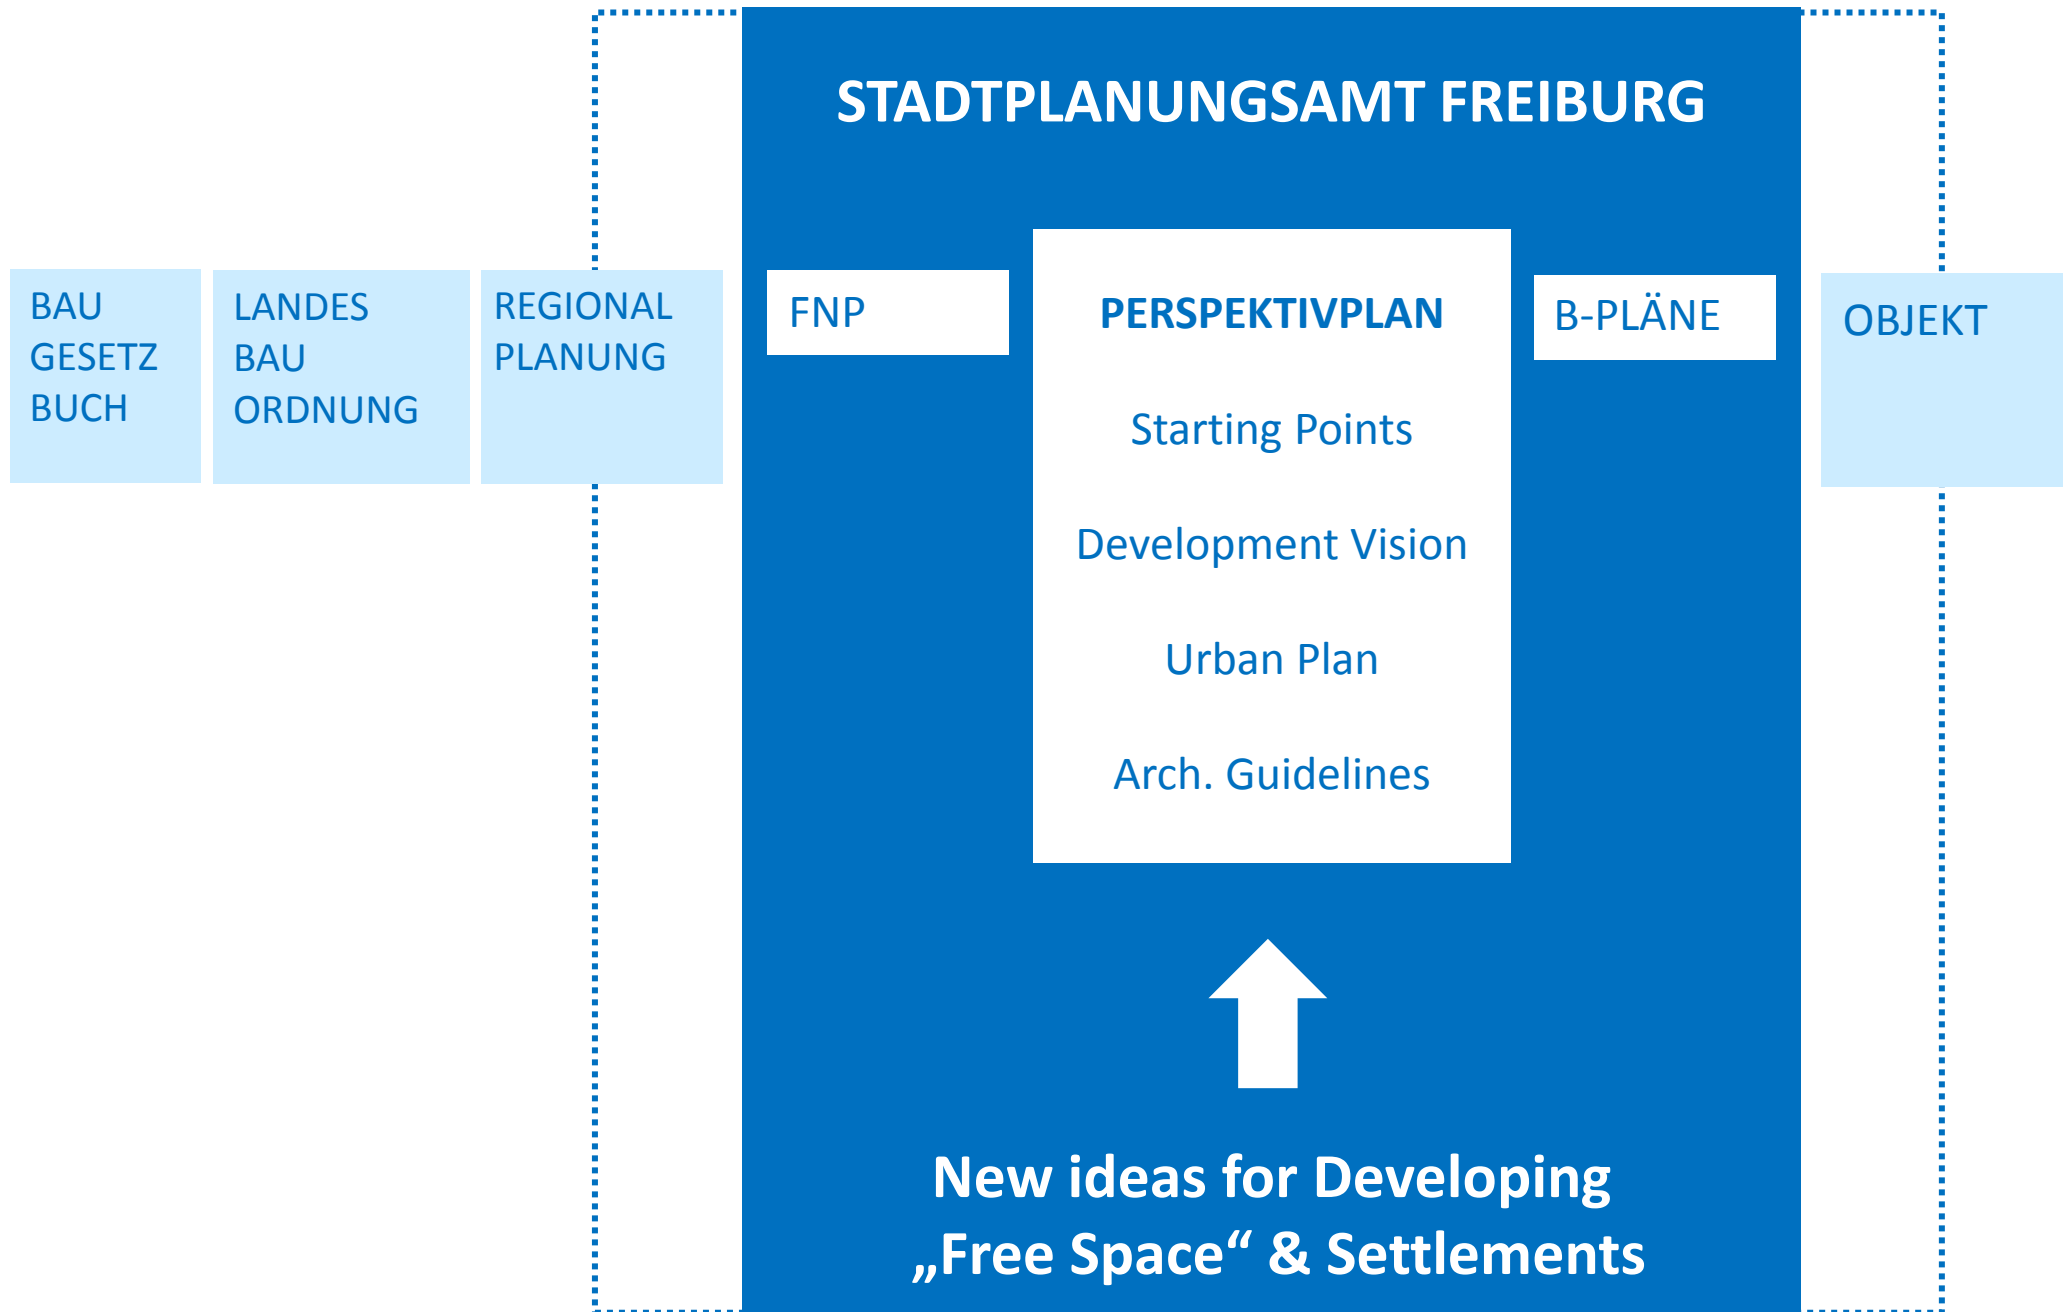 STADTPLANUNGSAMT FREIBURG
BAU
GESETZ
BUCH
LANDES
BAU
ORDNUNG
REGIONAL
PLANUNG
FNP
PERSPEKTIVPLAN
Starting Points
Development Vision
Urban Plan
Arch. Guidelines
B-PLÄNE
OBJEKT
New ideas for Developing
„Free Space“ & Settlements